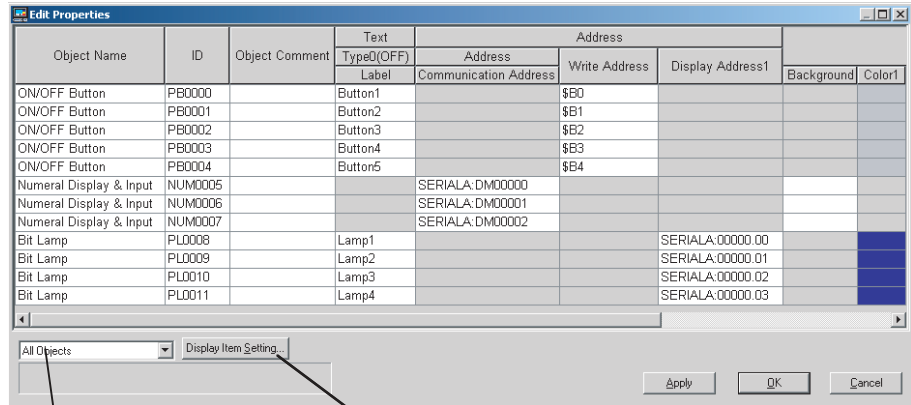 Edit Properties
Object Name ID Object Comment Text Address
Type0(OFF) Address Write Address Display Address1
Label Communication Address Background Color1
ON/OFF Button PB0000 Button1 $B0
ON/OFF Button PB0001 Button2 $B1
ON/OFF Button PB0002 Button3 $B2
ON/OFF Button PB0003 Button4 $B3
ON/OFF Button PB0004 Button5 $B4
Numeral Display & Input NUM0005 SERIALA:DM00000
Numeral Display & Input NUM0006 SERIALA:DM00001
Numeral Display & Input NUM0007 SERIALA:DM00002
Bit Lamp PL0008 Lamp1 SERIALA:00000.00
Bit Lamp PL0009 Lamp2 SERIALA:00000.01
Bit Lamp PL0010 Lamp3 SERIALA:00000.02
Bit Lamp PL0011 Lamp4 SERIALA:00000.03
All Objects Display Item Setting...
Apply OK Cancel